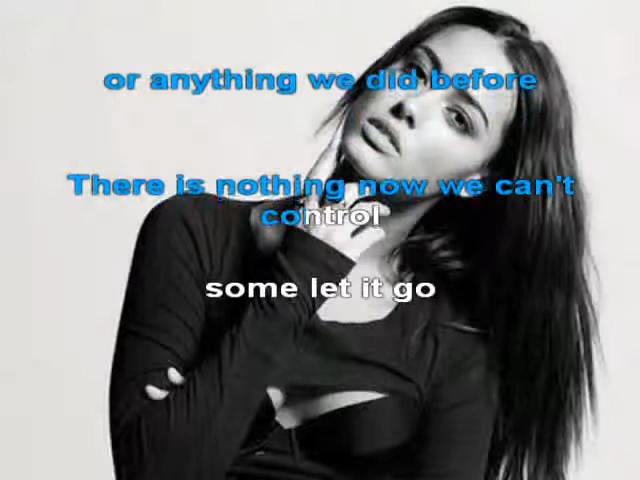 or anything we did before
There is nothing now we can't
control
some let it go